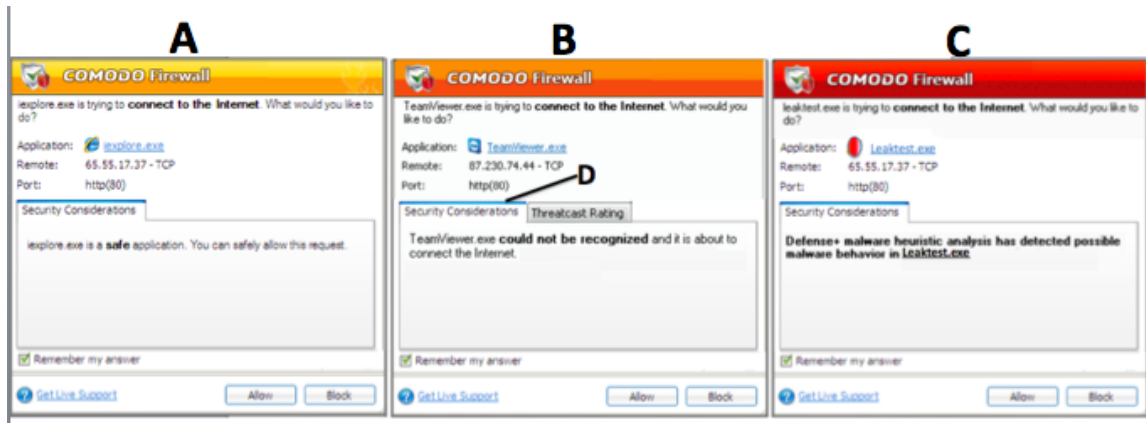 A
COMODO Firewall
iexplore.exe is trying to connect to the Internet. What would you like to
do?
Application: iexplore.exe
Remote: 65.55.17.37 - TCP
Port: http(80)
Security Considerations
iexplore.exe is a safe application. You can safely allow this request.
Remember my answer
Get Live Support
Allow
Block
B
COMODO Firewall
TeamViewer.exe is trying to connect to the Internet. What would you
like to do?
Application: TeamViewer.exe
Remote: 87.230.74.44 - TCP
Port: http(80)
D
Security Considerations
Threatcast Rating
TeamViewer.exe could not be recognized and it is about to
connect the Internet.
Remember my answer
Get Live Support
Allow
Block
C
COMODO Firewall
leaktest.exe is trying to connect to the Internet. What would you like to
do?
Application: Leaktest.exe
Remote: 65.55.17.37 - TCP
Port: http(80)
Security Considerations
Defense+ malware heuristic analysis has detected possible
malware behavior in Leaktest.exe
Remember my answer
Get Live Support
Allow
Block